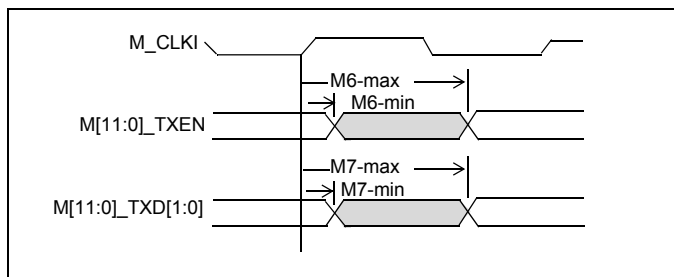 M_CLKI
M6-max
M6-min
M[11:0]_TXEN
M7-max
M7-min
M[11:0]_TXD[1:0]